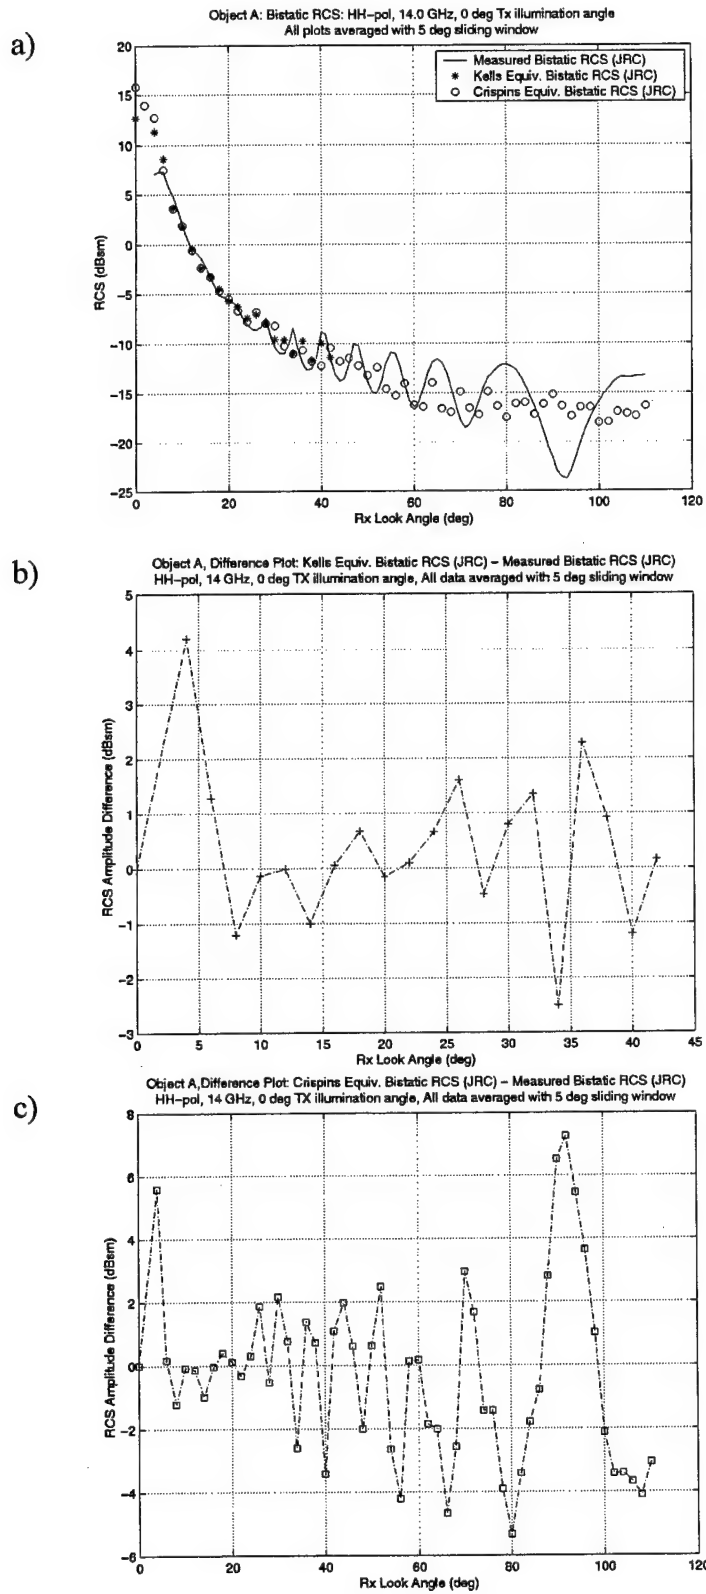 a)
Object A: Bistatic RCS: HH-pol, 14.0 GHz, 0 deg Tx illumination angle
All plots averaged with 5 deg sliding window
Measured Bistatic RCS (JRC)
Kells Equiv. Bistatic RCS (JRC)
Crispins Equiv. Bistatic RCS (JRC)
RCS (dBsm)
20
15
10
5
0
-5
-10
-15
-20
-25
0 20 40 60 80 100 120
Rx Look Angle (deg)
b)
Object A, Difference Plot: Kells Equiv. Bistatic RCS (JRC) - Measured Bistatic RCS (JRC)
HH-pol, 14 GHz, 0 deg TX illumination angle, All data averaged with 5 deg sliding window
RCS Amplitude Difference (dBsm)
5
4
3
2
1
0
-1
-2
-3
0 5 10 15 20 25 30 35 40 45
Rx Look Angle (deg)
c)
Object A,Difference Plot: Crispins Equiv. Bistatic RCS (JRC) - Measured Bistatic RCS (JRC)
HH-pol, 14 GHz, 0 deg TX illumination angle, All data averaged with 5 deg sliding window
RCS Amplitude Difference (dBsm)
8
6
4
2
0
-2
-4
-6
0 20 40 60 80 100 120
Rx Look Angle (deg)